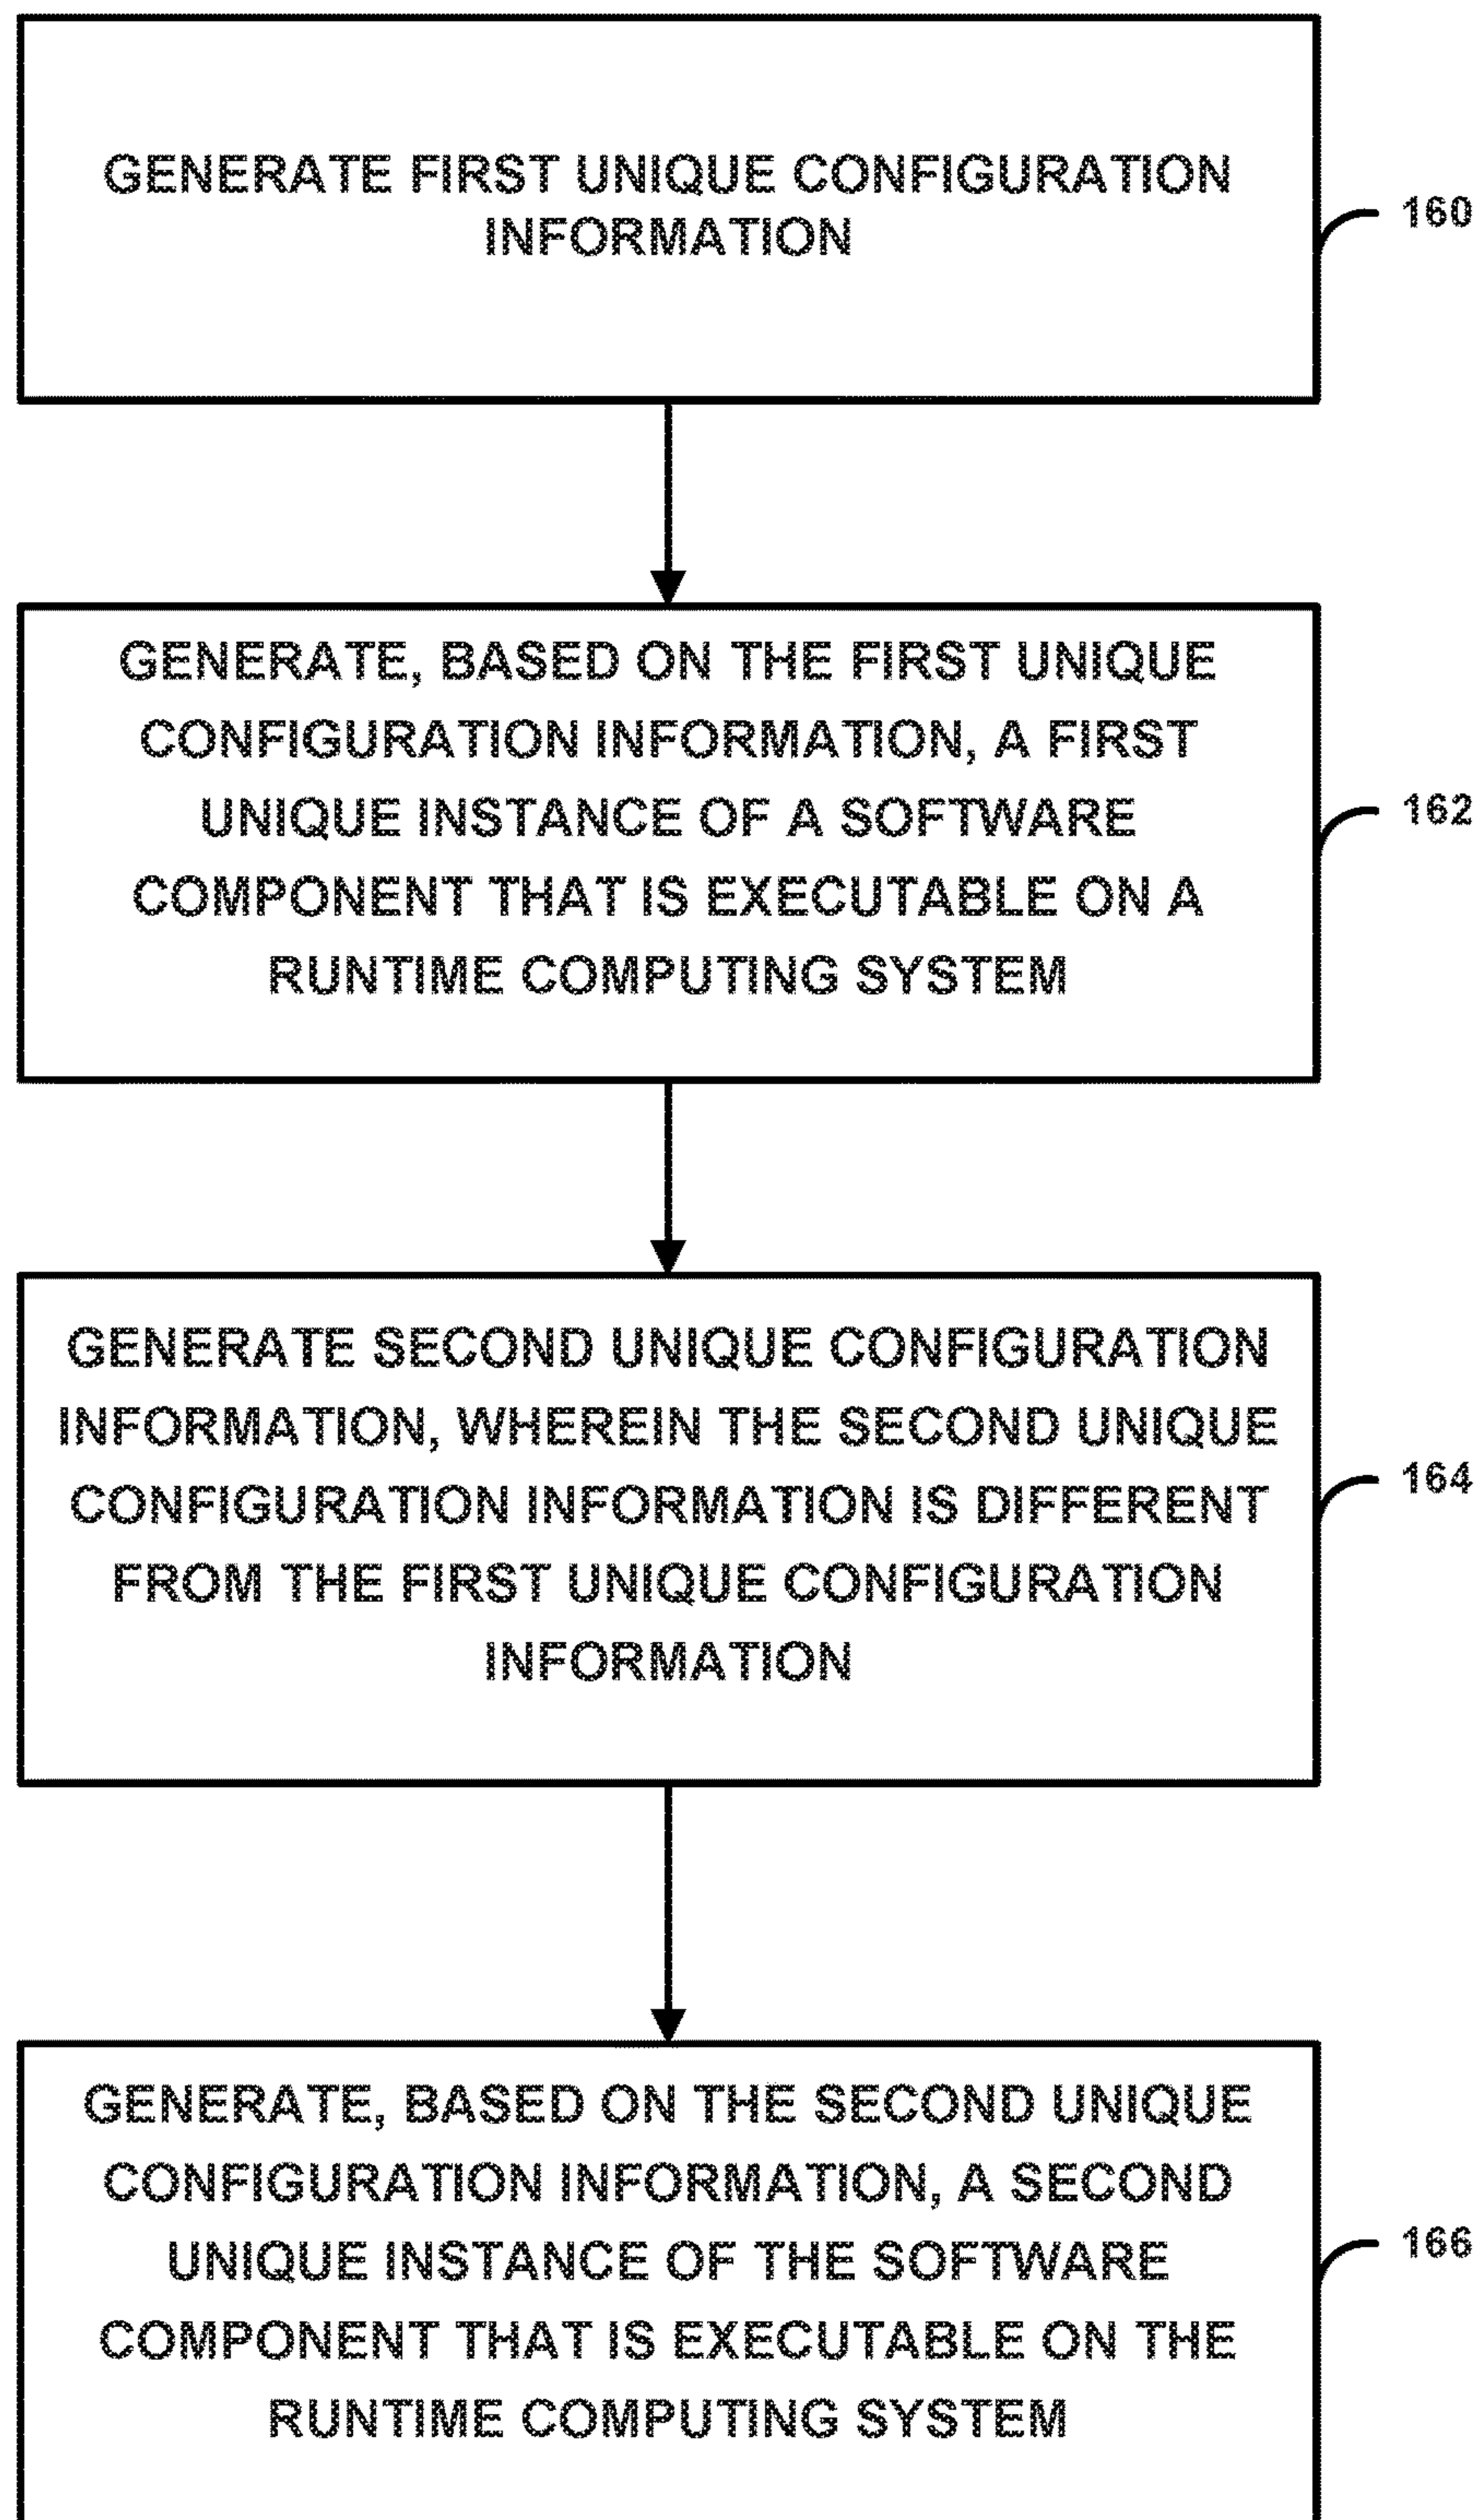 GENERATE FIRST UNIQUE CONFIGURATION
INFORMATION
160
GENERATE, BASED ON THE FIRST UNIQUE
CONFIGURATION INFORMATION, A FIRST
UNIQUE INSTANCE OF A SOFTWARE
COMPONENT THAT IS EXECUTABLE ON A
RUNTIME COMPUTING SYSTEM
162
GENERATE SECOND UNIQUE CONFIGURATION
INFORMATION, WHEREIN THE SECOND UNIQUE
CONFIGURATION INFORMATION IS DIFFERENT
FROM THE FIRST UNIQUE CONFIGURATION
INFORMATION
164
GENERATE, BASED ON THE SECOND UNIQUE
CONFIGURATION INFORMATION, A SECOND
UNIQUE INSTANCE OF THE SOFTWARE
COMPONENT THAT IS EXECUTABLE ON THE
RUNTIME COMPUTING SYSTEM
166